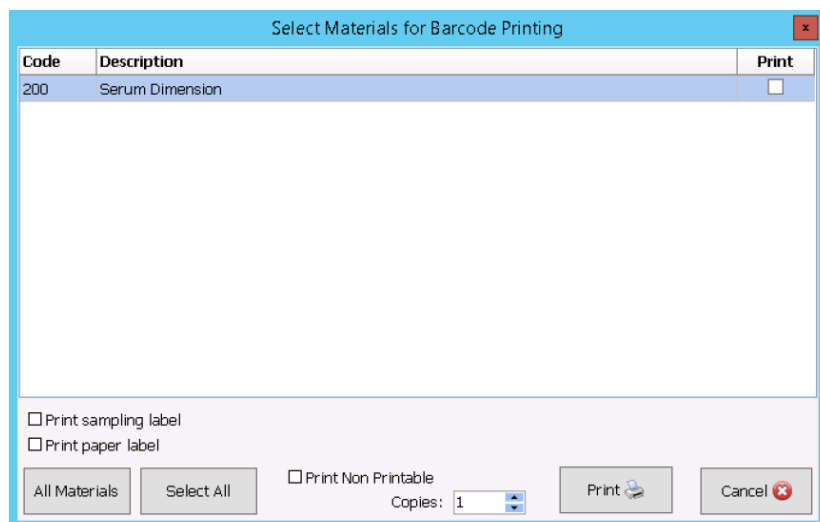 Select Materials for Barcode Printing
x
Code Description Print
200 Serum Dimension
Print sampling label
Print paper label
All Materials Select All Print Non Printable Print Cancel
Copies: 1